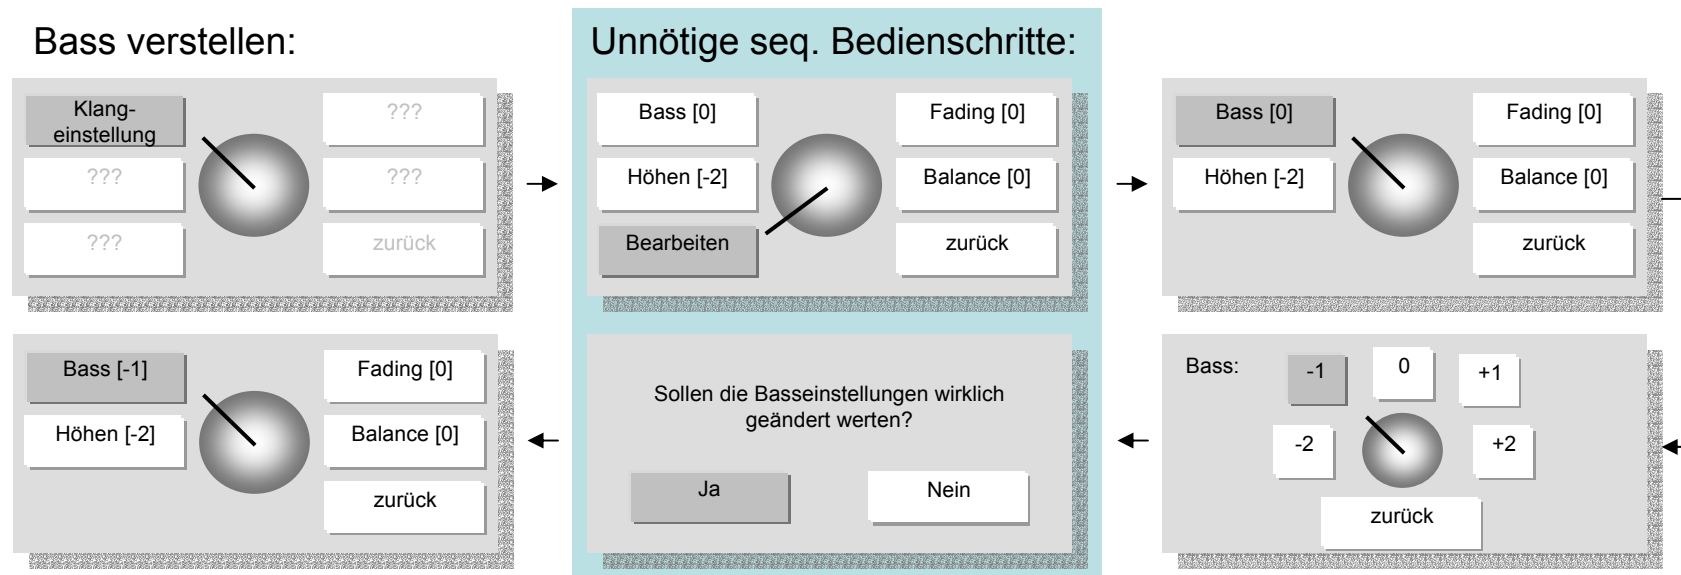 Bass verstellen:
Unnötige seq. Bedienschritte:
Klang-
einstellung
???
???
???
???
zurück
Bass [0]
Fading [0]
Höhen [-2]
Balance [0]
Bearbeiten
zurück
Bass [0]
Fading [0]
Höhen [-2]
Balance [0]
zurück
Bass [-1]
Fading [0]
Höhen [-2]
Balance [0]
zurück
Sollen die Basseinstellungen wirklich
geändert werten?
Ja
Nein
Bass:
-1
0
+1
-2
+2
zurück